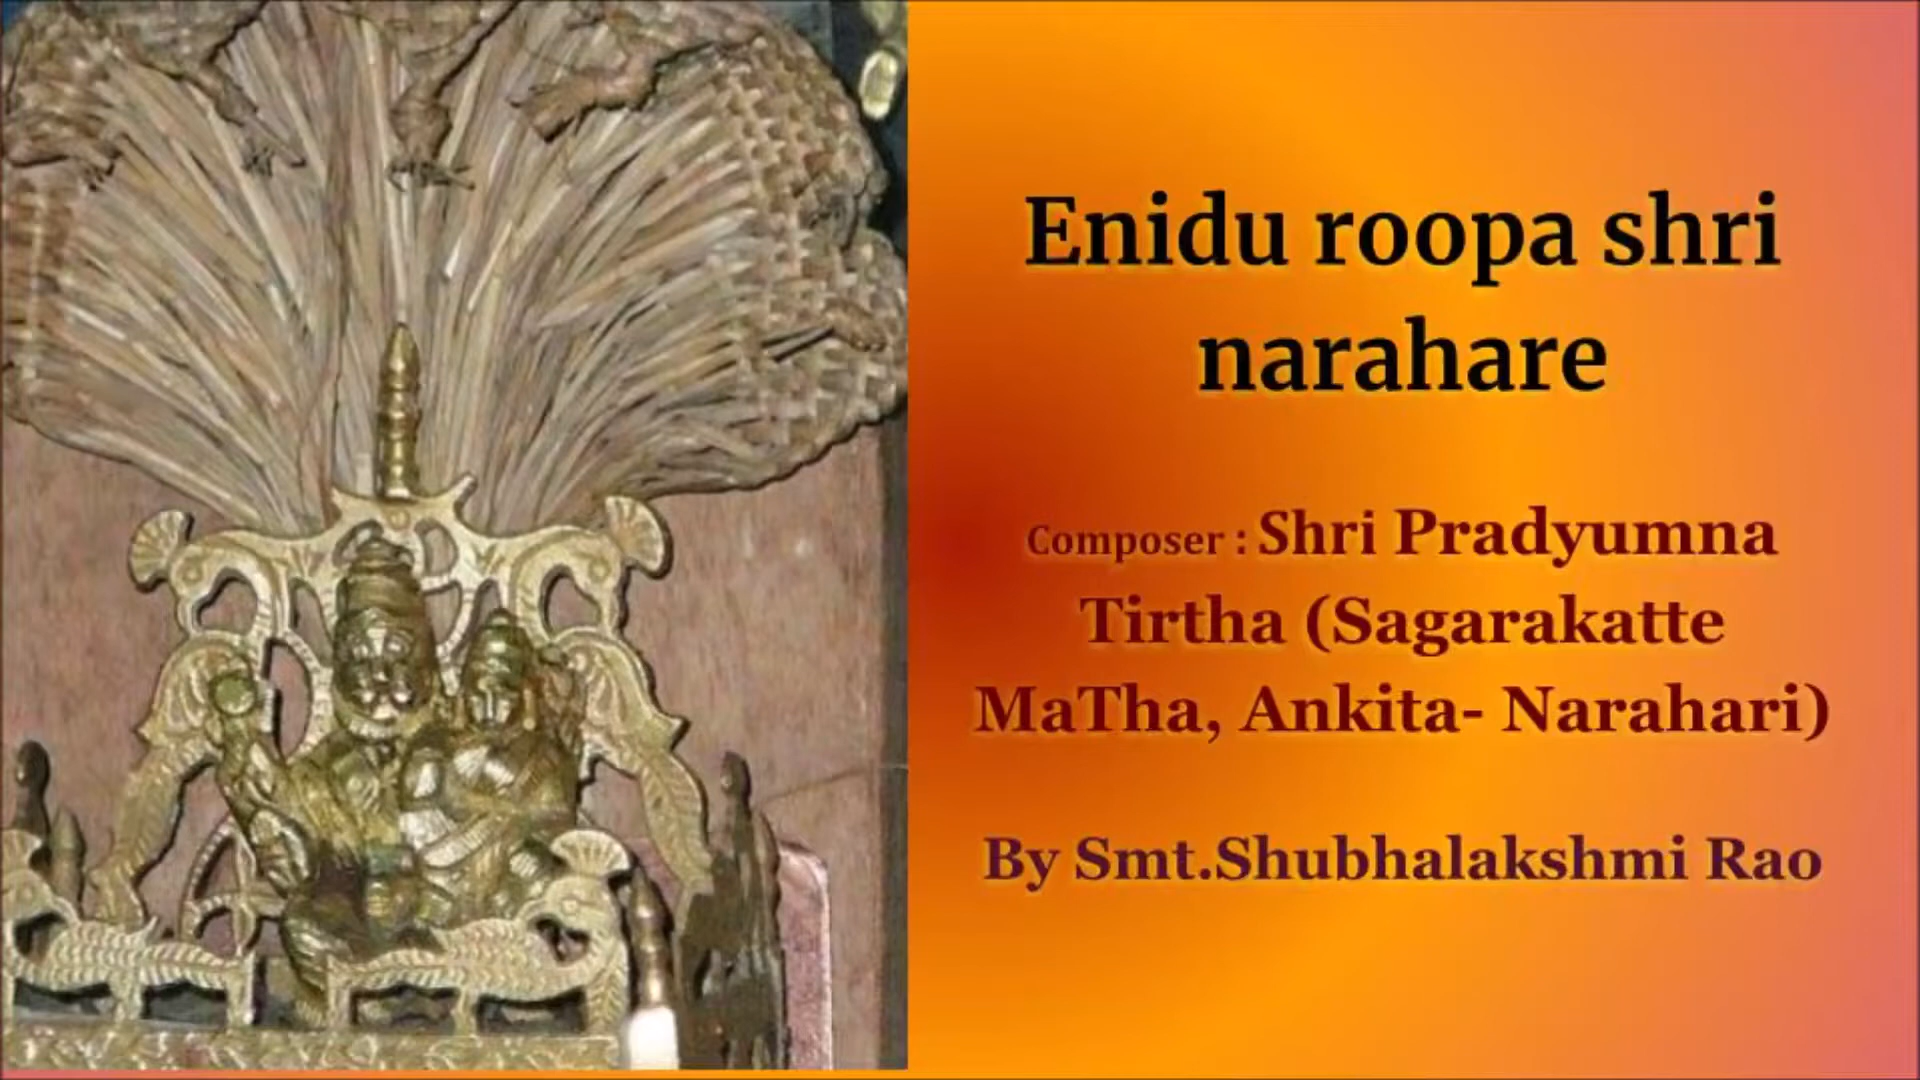 Enidu roopa shri
narahare
Composer : Shri Pradyumna
Tirtha (Sagarakatte
MaTha, Ankita- Narahari)
By Smt.Shubhalakshmi Rao